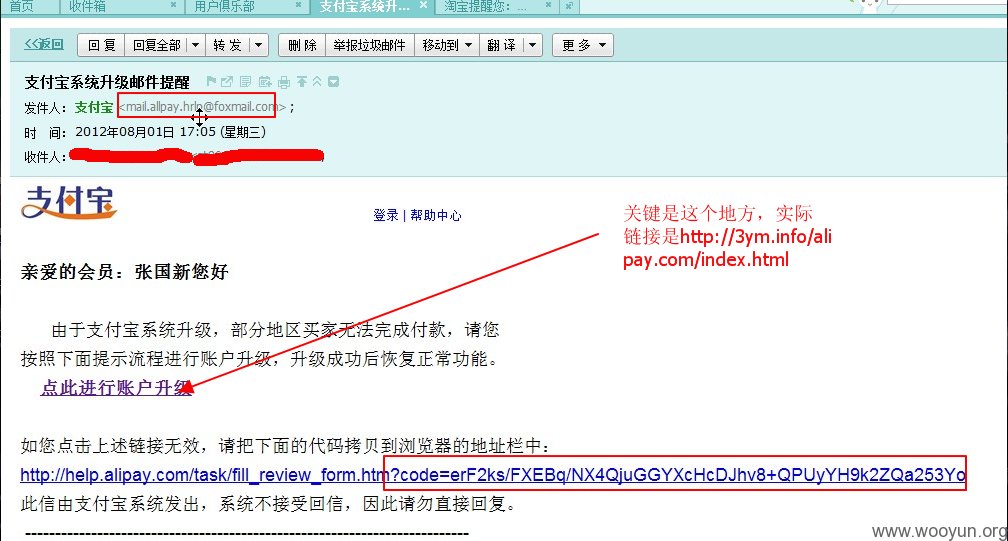 首页 收件箱 × 用户俱乐部 × 支付宝系统升... × 淘宝提醒您：... ×
<<返回 回 复 回复全部 转 发 删 除 举报垃圾邮件 移动到 翻 译 更 多
支付宝系统升级邮件提醒
发件人：支付宝 <mail.allpay.hrlp@foxmail.com> ;
时 间：2012年08月01日 17:05 (星期三)
收件人：
支付宝
登录 | 帮助中心
关键是这个地方，实际
链接是http://3ym.info/ali
pay.com/index.html
亲爱的会员：张国新您好
由于支付宝系统升级，部分地区买家无法完成付款，请您
按照下面提示流程进行账户升级，升级成功后恢复正常功能。
点此进行账户升级
如您点击上述链接无效，请把下面的代码拷贝到浏览器的地址栏中：
http://help.alipay.com/task/fill_review_form.htm?code=erF2ks/FXEBq/NX4QjuGGYXcHcDJhv8+QPUyYH9k2ZQa253Yo
此信由支付宝系统发出，系统不接受回信，因此请勿直接回复。
--------------------------------------------------------------------------
www.wooyun.org